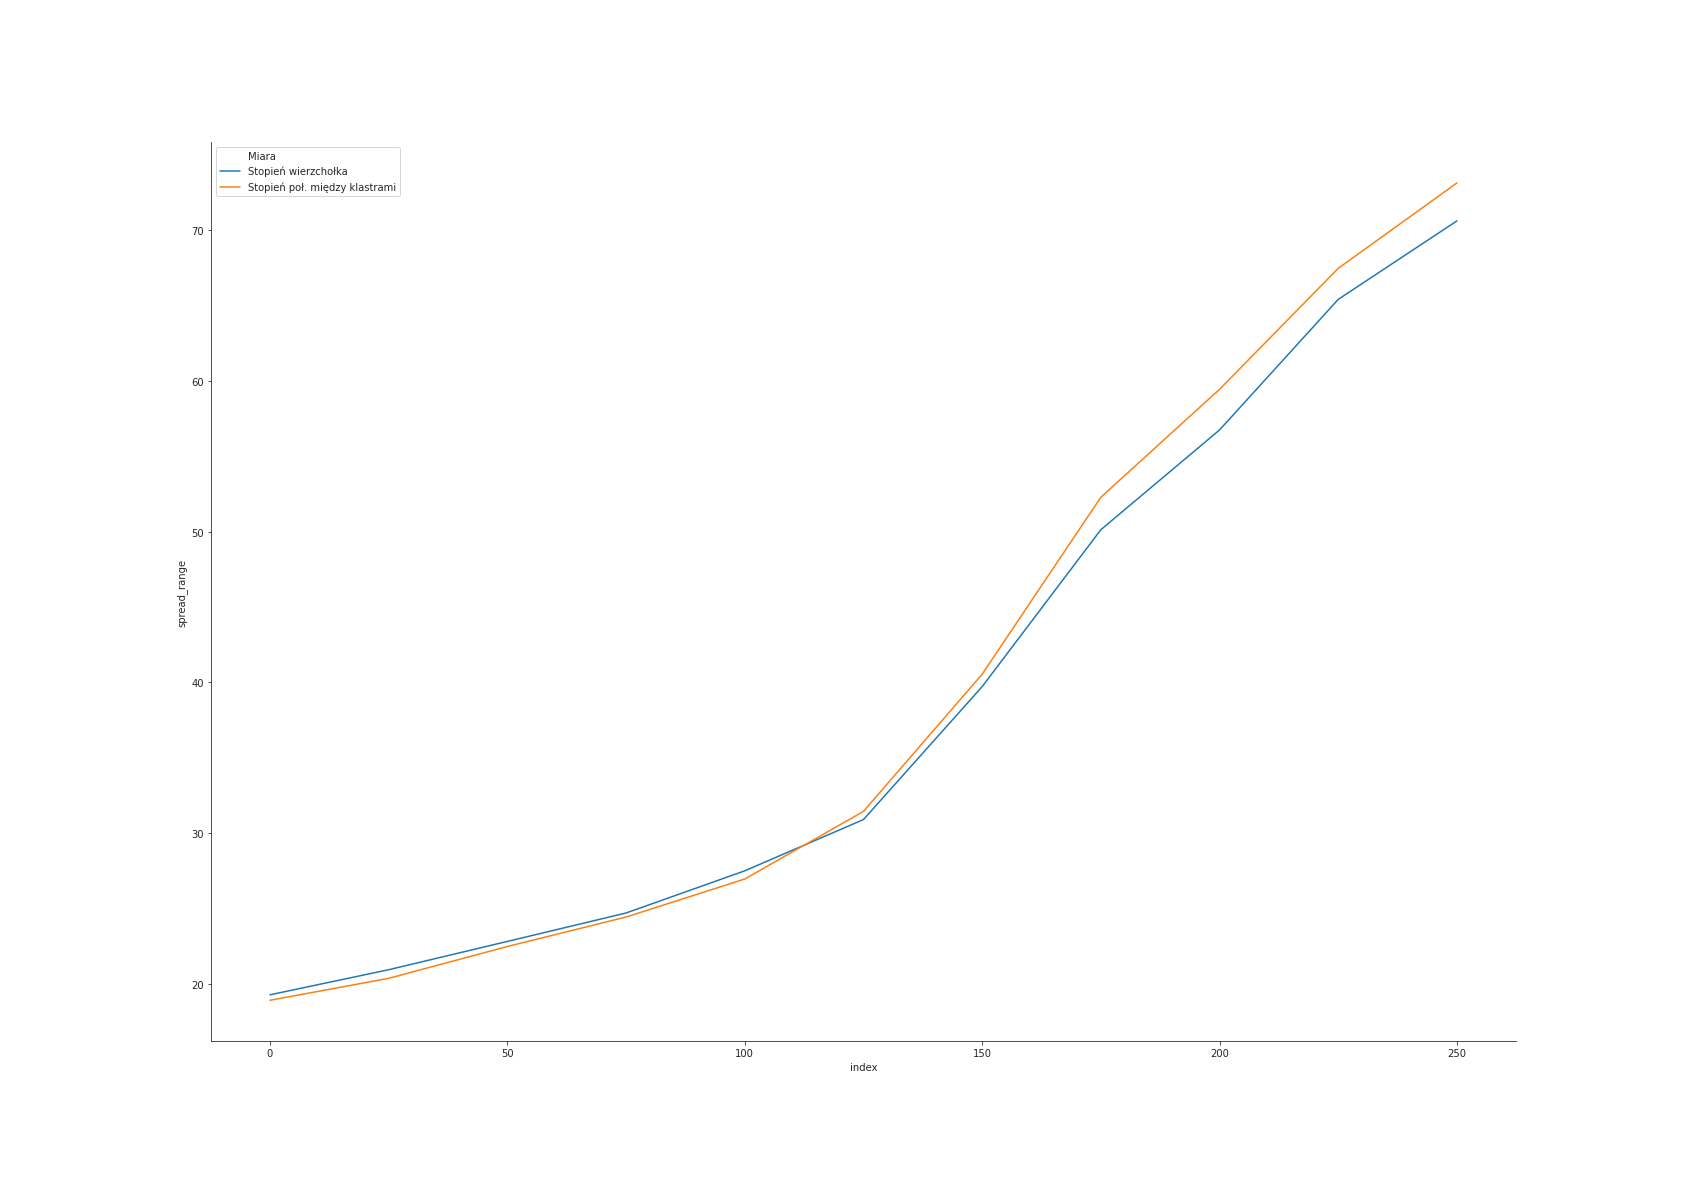 Miara
Stopień wierzchołka
Stopień poł. między klastrami
70
60
50
40
30
20
spread_range
0 50 100 150 200 250
index